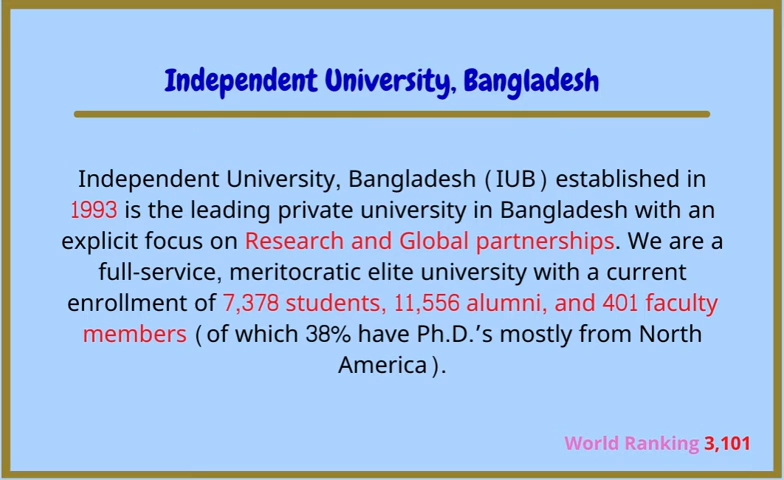 Independent University, Bangladesh
Independent University, Bangladesh (IUB) established in
1993 is the leading private university in Bangladesh with an
explicit focus on Research and Global partnerships. We are a
full-service, meritocratic elite university with a current
enrollment of 7,378 students, 11,556 alumni, and 401 faculty
members (of which 38% have Ph.D.’s mostly from North
America).
World Ranking 3,101